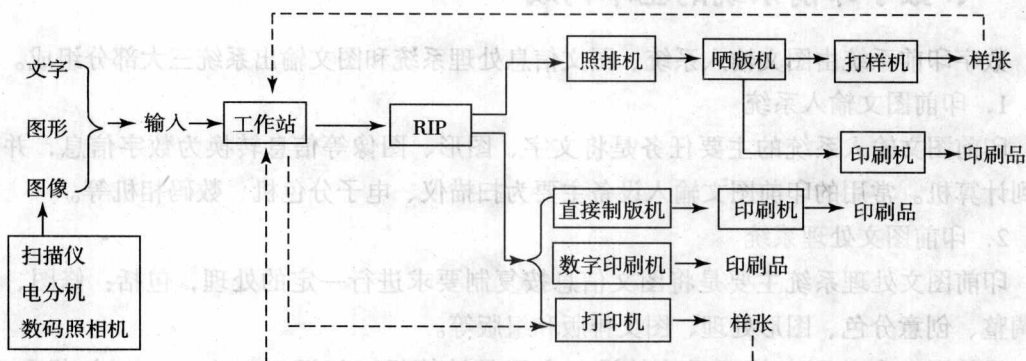 文字
图形
图像
输入
工作站
RIP
照排机
晒版机
打样机
样张
印刷机
印刷品
直接制版机
印刷机
印刷品
数字印刷机
印刷品
打印机
样张
扫描仪
电分机
数码照相机